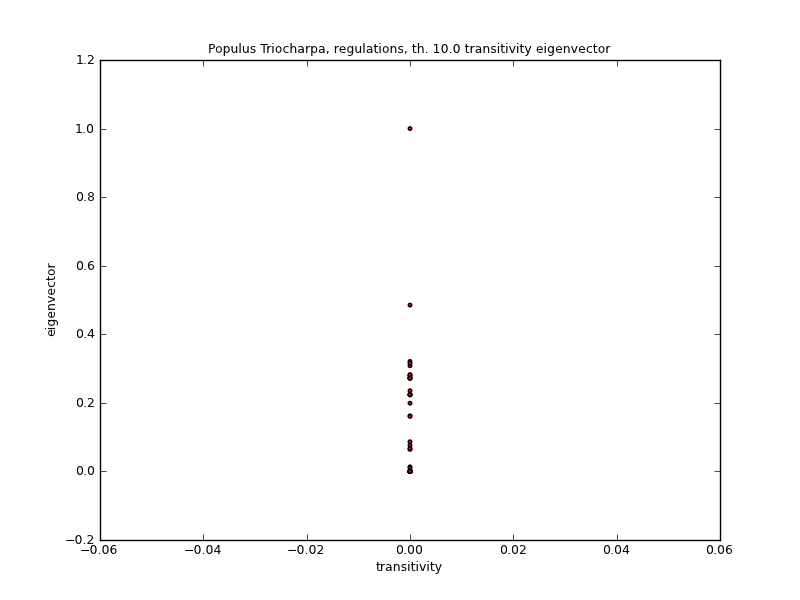 Populus Triocharpa, regulations, th. 10.0 transitivity eigenvector
1.2
1.0
0.8
0.6
0.4
0.2
0.0
−0.2
eigenvector
−0.06 −0.04 −0.02 0.00 0.02 0.04 0.06
transitivity